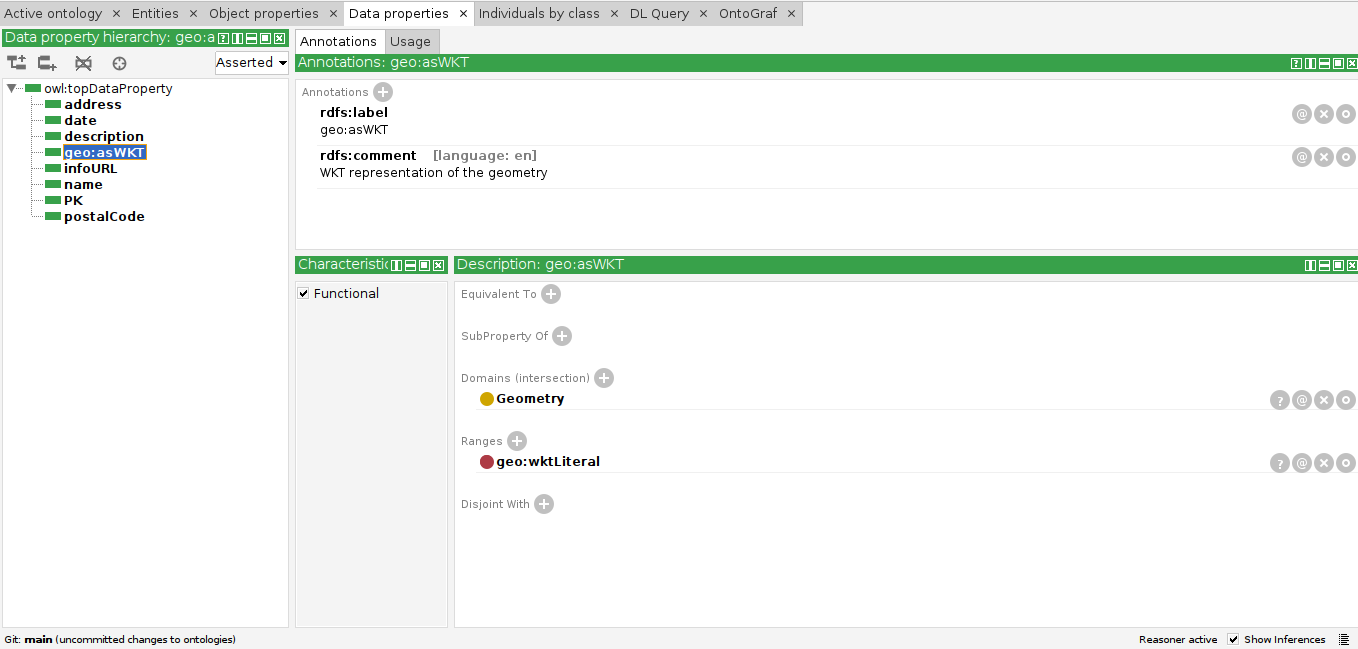 Active ontology × Entities × Object properties × Data properties × Individuals by class × DL Query × OntoGraf ×
Data property hierarchy: geo:a
Asserted
owl:topDataProperty
address
date
description
geo:asWKT
infoURL
name
PK
postalCode
Annotations Usage
Annotations: geo:asWKT
Annotations
rdfs:label
geo:asWKT
rdfs:comment [language: en]
WKT representation of the geometry
Characteristic
Functional
Description: geo:asWKT
Equivalent To
SubProperty Of
Domains (intersection)
Geometry
Ranges
geo:wktLiteral
Disjoint With
Git: main (uncommitted changes to ontologies)
Reasoner active Show Inferences